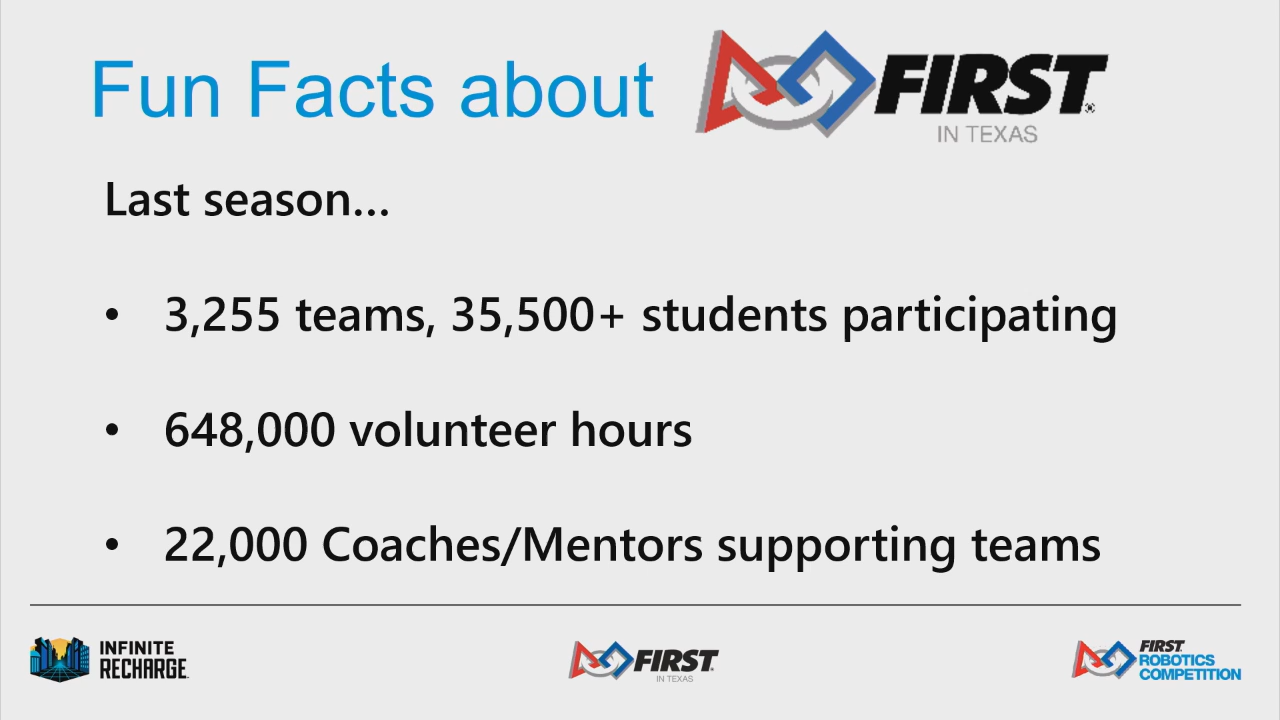 Fun Facts about
FIRST
IN TEXAS
Last season...
• 3,255 teams, 35,500+ students participating
• 648,000 volunteer hours
• 22,000 Coaches/Mentors supporting teams
INFINITE
RECHARGE
FIRST
IN TEXAS
FIRST
ROBOTICS
COMPETITION